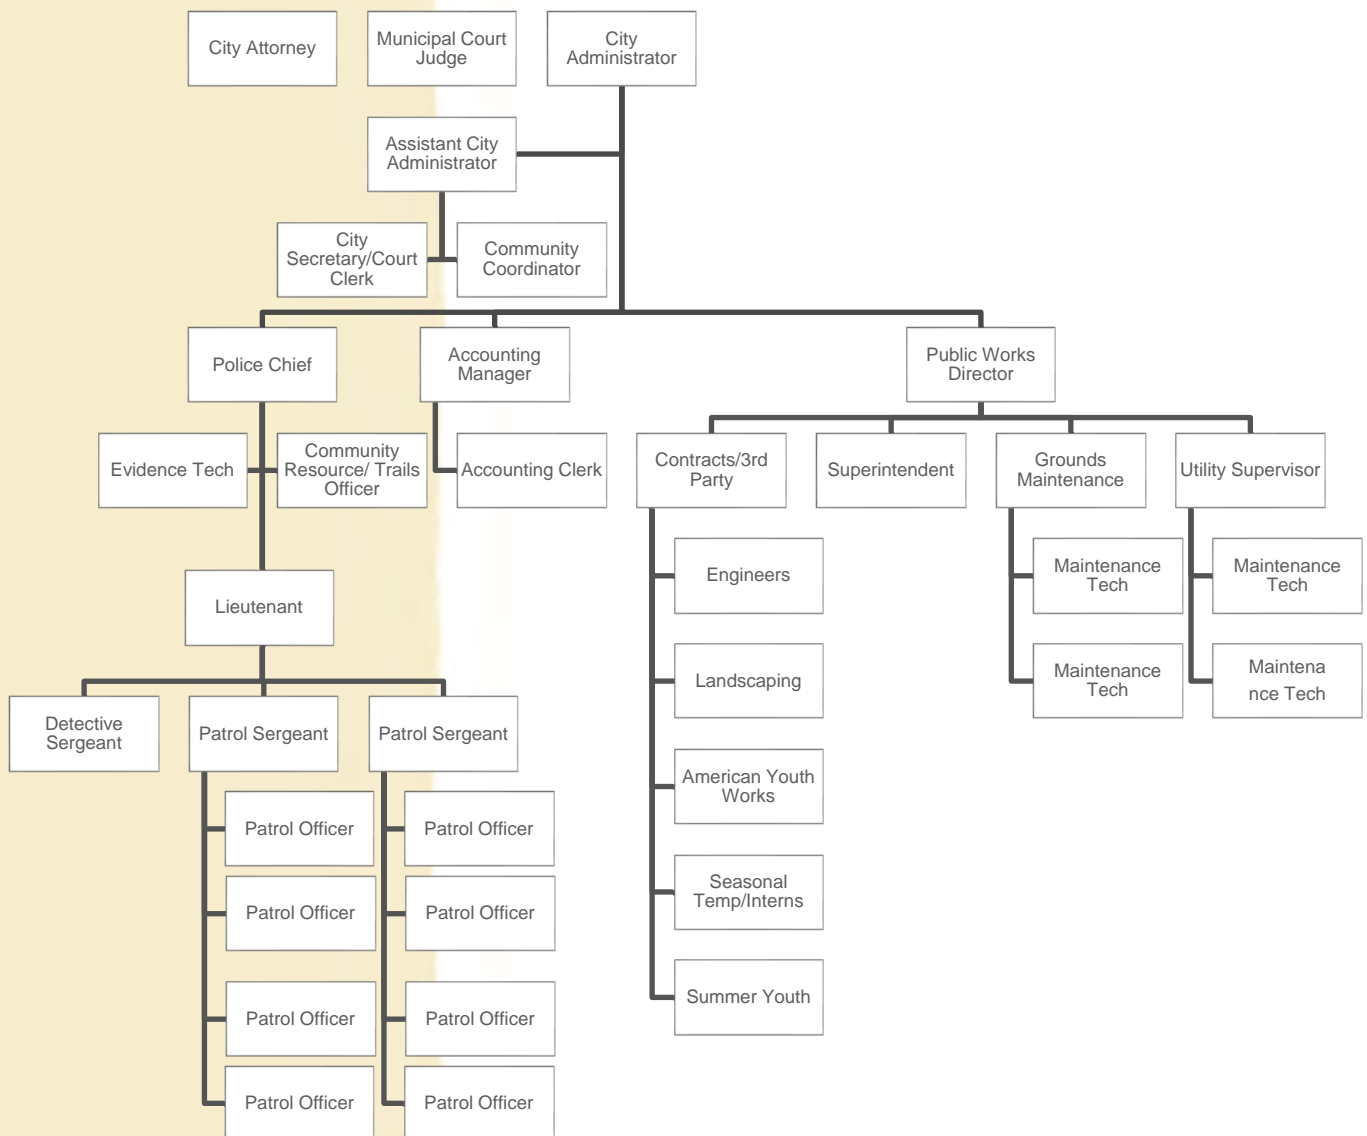 City Attorney
Municipal Court
Judge
City
Administrator
Assistant City
Administrator
City
Secretary/Court
Clerk
Community
Coordinator
Police Chief
Accounting
Manager
Public Works
Director
Evidence Tech
Community
Resource/ Trails
Officer
Accounting Clerk
Contracts/3rd
Party
Superintendent
Grounds
Maintenance
Utility Supervisor
Engineers
Maintenance
Tech
Maintenance
Tech
Lieutenant
Landscaping
Maintenance
Tech
Maintena
nce Tech
Detective
Sergeant
Patrol Sergeant
Patrol Sergeant
American Youth
Works
Patrol Officer
Patrol Officer
Seasonal
Temp/Interns
Patrol Officer
Patrol Officer
Summer Youth
Patrol Officer
Patrol Officer
Patrol Officer
Patrol Officer